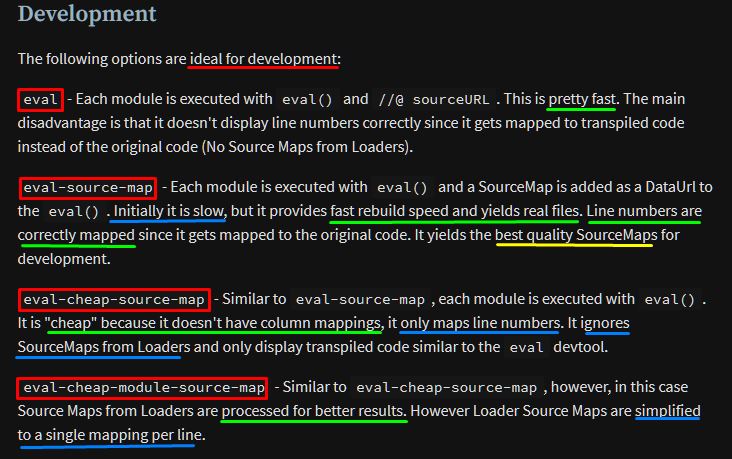 Development
The following options are ideal for development:
eval - Each module is executed with eval() and //@ sourceURL . This is pretty fast. The main
disadvantage is that it doesn't display line numbers correctly since it gets mapped to transpiled code
instead of the original code (No Source Maps from Loaders).
eval-source-map - Each module is executed with eval() and a SourceMap is added as a DataUrl to
the eval() . Initially it is slow, but it provides fast rebuild speed and yields real files. Line numbers are
correctly mapped since it gets mapped to the original code. It yields the best quality SourceMaps for
development.
eval-cheap-source-map - Similar to eval-source-map , each module is executed with eval() .
It is "cheap" because it doesn't have column mappings, it only maps line numbers. It ignores
SourceMaps from Loaders and only display transpiled code similar to the eval devtool.
eval-cheap-module-source-map - Similar to eval-cheap-source-map , however, in this case
Source Maps from Loaders are processed for better results. However Loader Source Maps are simplified
to a single mapping per line.